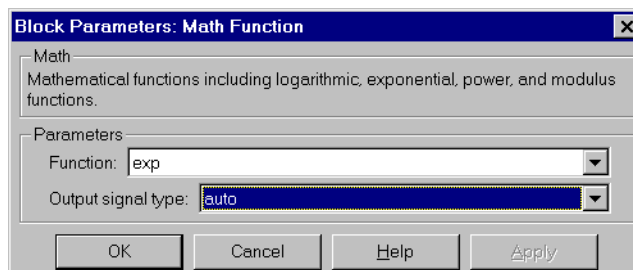 Block Parameters: Math Function
Math
Mathematical functions including logarithmic, exponential, power, and modulus
functions.
Parameters
Function: exp
Output signal type: auto
OK Cancel Help Apply